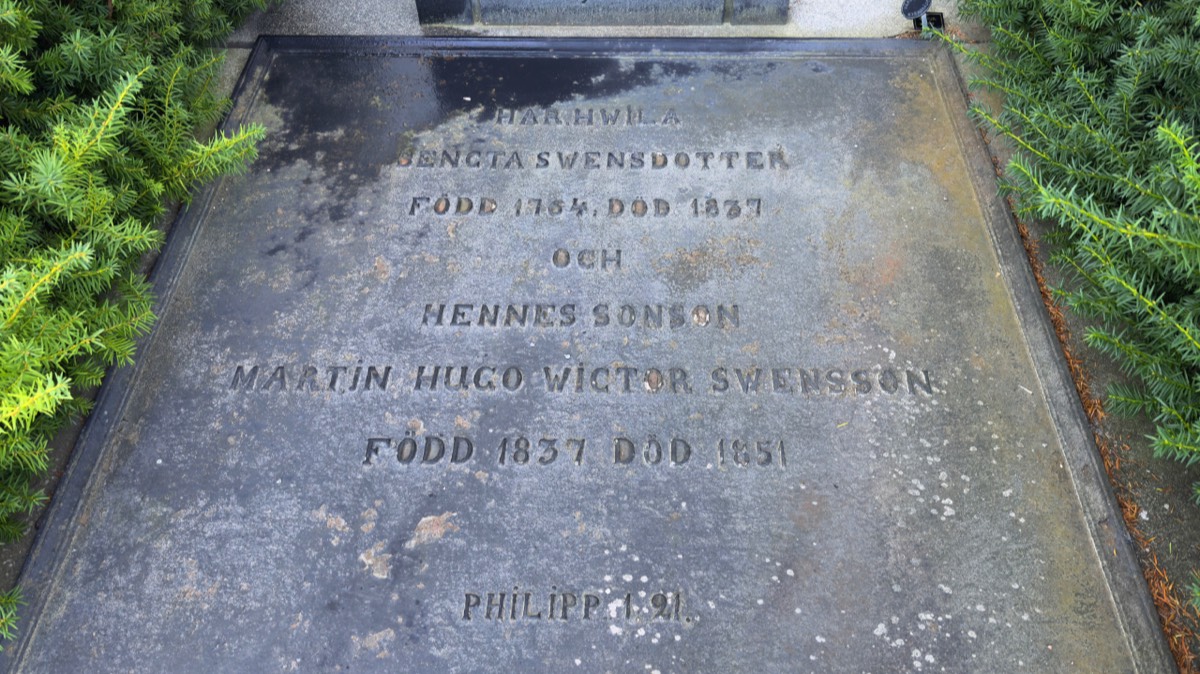 HÄR HVILA
BENGTA SWENSDOTTER
FÖDD 1764. DÖD 1837
OCH
HENNES SONSON
MARTIN HUGO WICTOR SWENSSON
FÖDD 1837 DÖD 1851
PHILIPP. 1. 21.